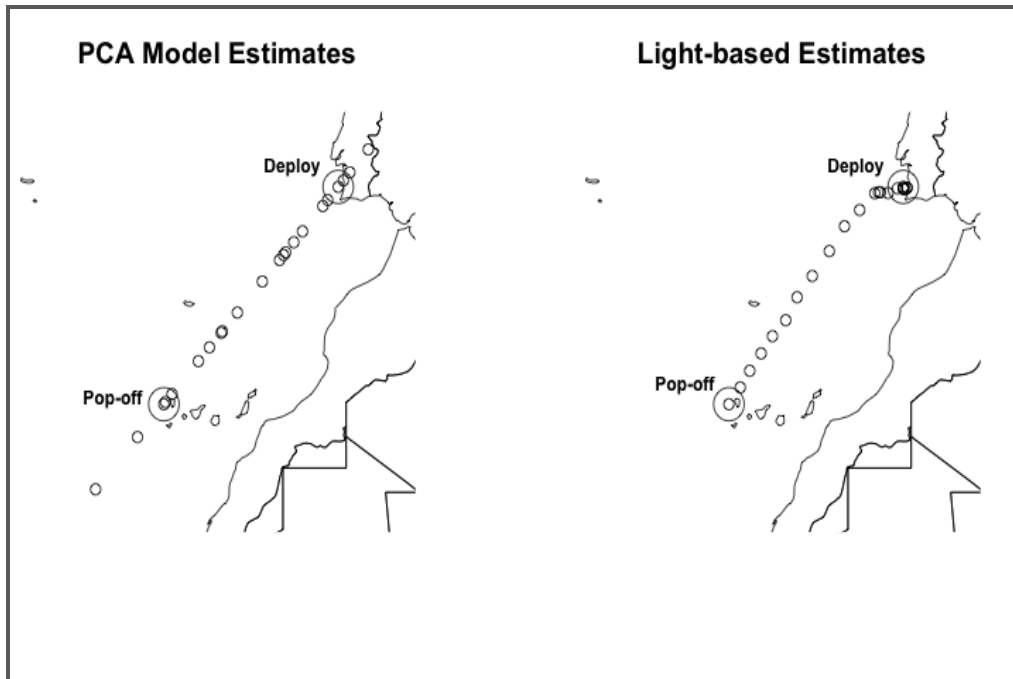 PCA Model Estimates
Light-based Estimates
Deploy
Deploy
Pop-off
Pop-off